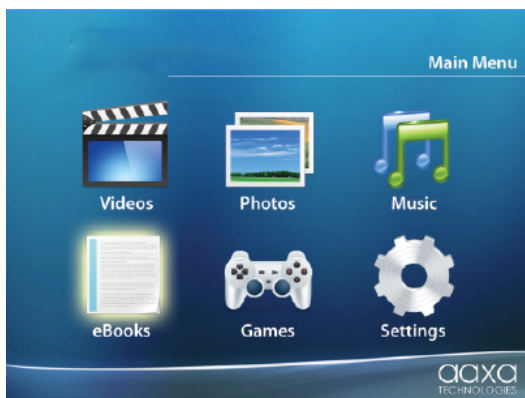 Main Menu
Videos
Photos
Music
eBooks
Games
Settings
aaxa
TECHNOLOGIES